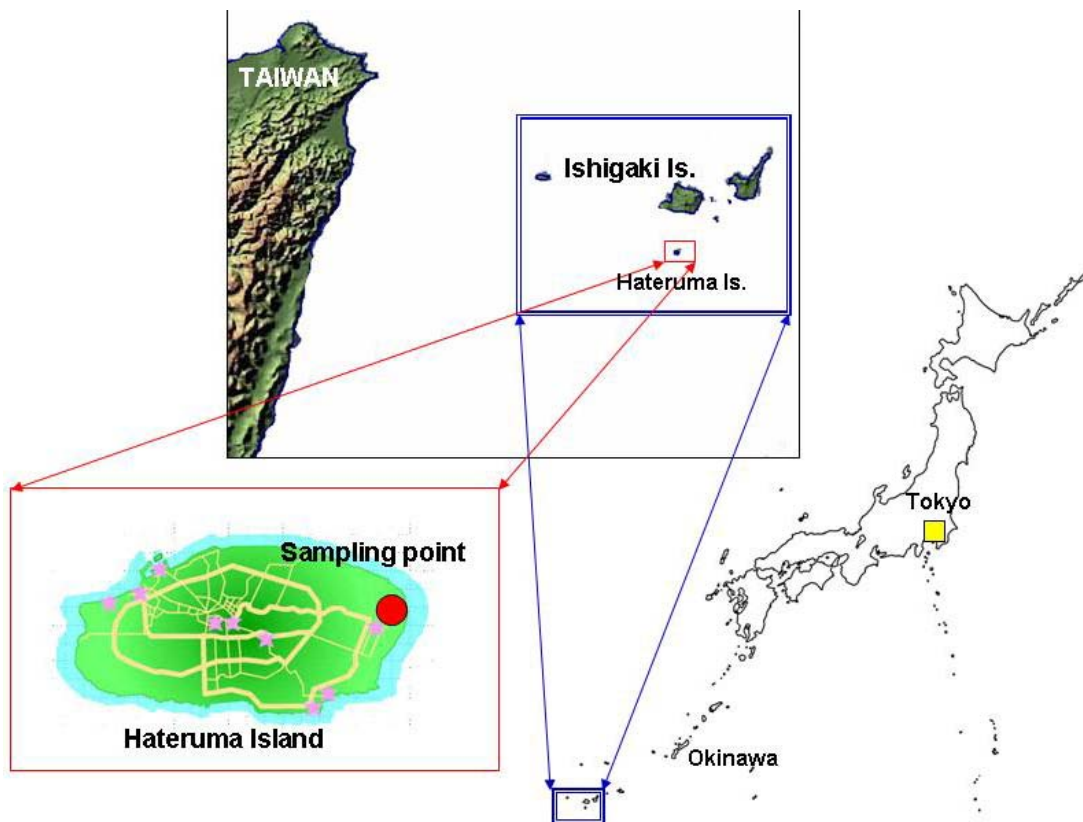 TAIWAN
Ishigaki Is.
Hateruma Is.
Tokyo
Sampling point
Hateruma Island
Okinawa